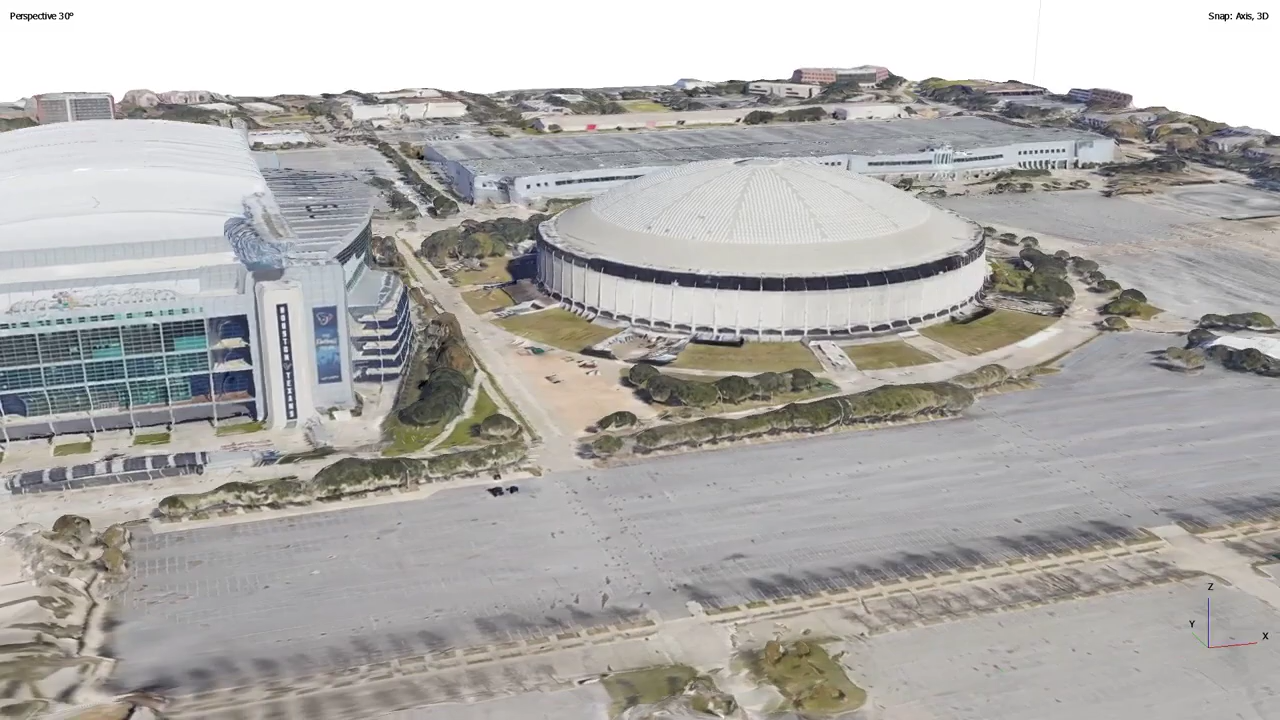 Perspective 30°
Snap: Axis, 3D
HOUSTON TEXANS
Z
Y
X